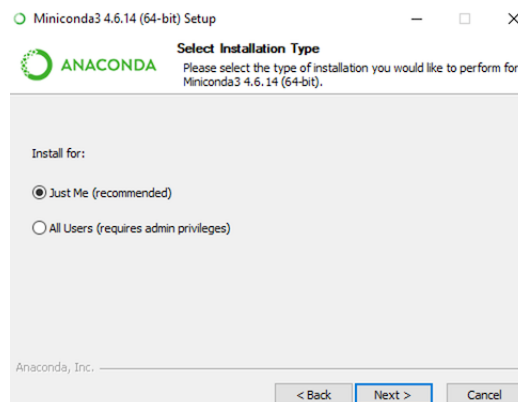 Miniconda3 4.6.14 (64-bit) Setup
ANACONDA
Select Installation Type
Please select the type of installation you would like to perform for
Miniconda3 4.6.14 (64-bit).
Install for:
Just Me (recommended)
All Users (requires admin privileges)
Anaconda, Inc.
< Back Next > Cancel